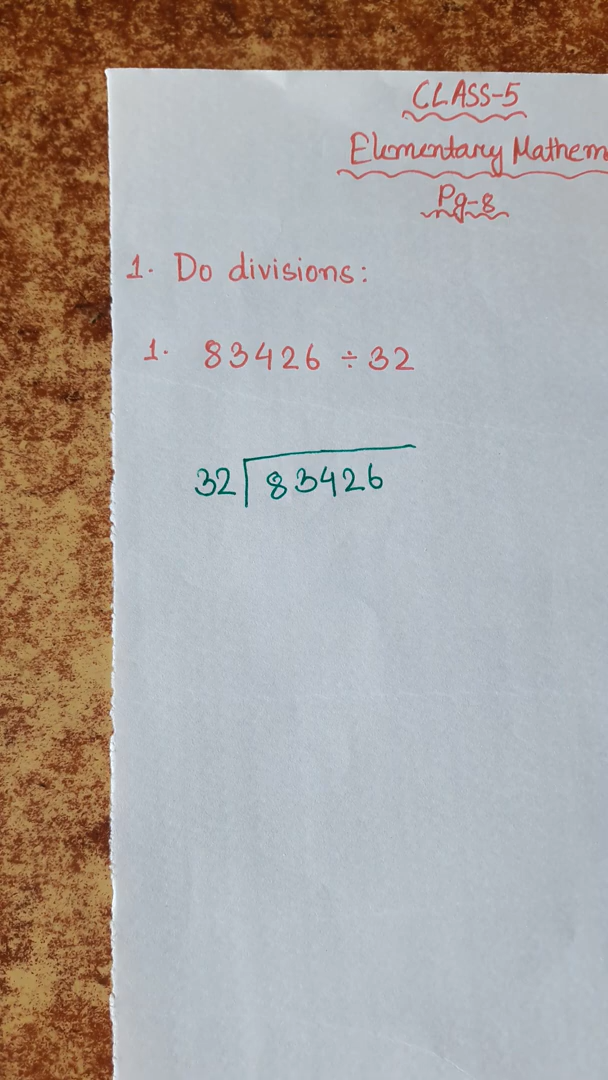 CLASS-5
Elementary Mathem
Pg-8
1. Do divisions:
1. 83426 ÷ 32
32 83426